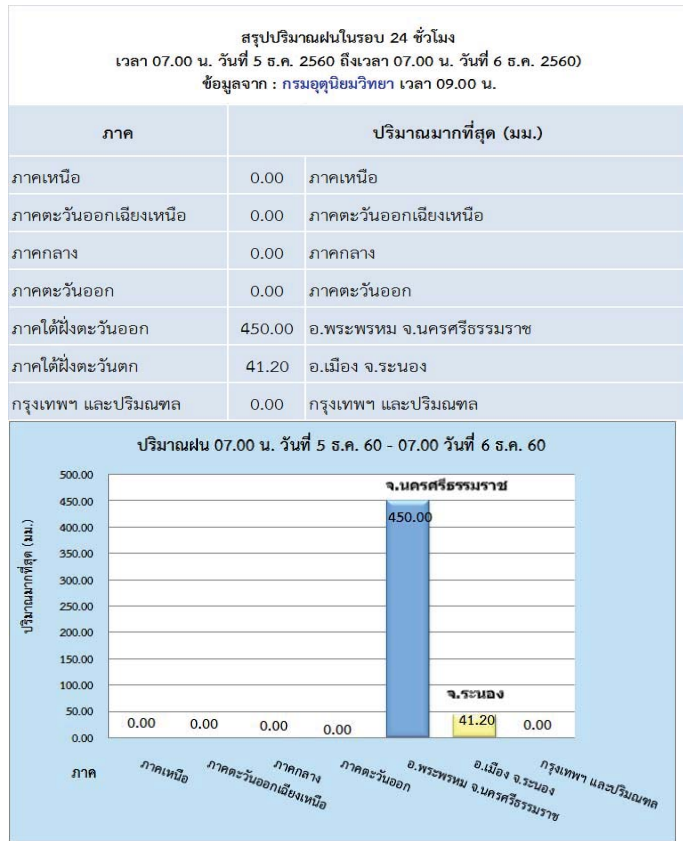 สรุปปริมาณฝนในรอบ 24 ชั่วโมง
เวลา 07.00 น. วันที่ 5 ธ.ค. 2560 ถึงเวลา 07.00 น. วันที่ 6 ธ.ค. 2560)
ข้อมูลจาก : กรมอุตุนิยมวิทยา เวลา 09.00 น.
ภาค ปริมาณมากที่สุด (มม.)
ภาคเหนือ 0.00 ภาคเหนือ
ภาคตะวันออกเฉียงเหนือ 0.00 ภาคตะวันออกเฉียงเหนือ
ภาคกลาง 0.00 ภาคกลาง
ภาคตะวันออก 0.00 ภาคตะวันออก
ภาคใต้ฝั่งตะวันออก 450.00 อ.พระพรหม จ.นครศรีธรรมราช
ภาคใต้ฝั่งตะวันตก 41.20 อ.เมือง จ.ระนอง
กรุงเทพฯ และปริมณฑล 0.00 กรุงเทพฯ และปริมณฑล
ปริมาณฝน 07.00 น. วันที่ 5 ธ.ค. 60 - 07.00 วันที่ 6 ธ.ค. 60
ปริมาณมากที่สุด (มม.)
500.00
450.00
400.00
350.00
300.00
250.00
200.00
150.00
100.00
50.00
0.00
จ.นครศรีธรรมราช
450.00
จ.ระนอง
0.00 0.00 0.00 0.00 41.20 0.00
ภาค
ภาคเหนือ
ภาคตะวันออกเฉียงเหนือ
ภาคกลาง
ภาคตะวันออก
อ.พระพรหม จ.นครศรีธรรมราช
อ.เมือง จ.ระนอง
กรุงเทพฯ และปริมณฑล